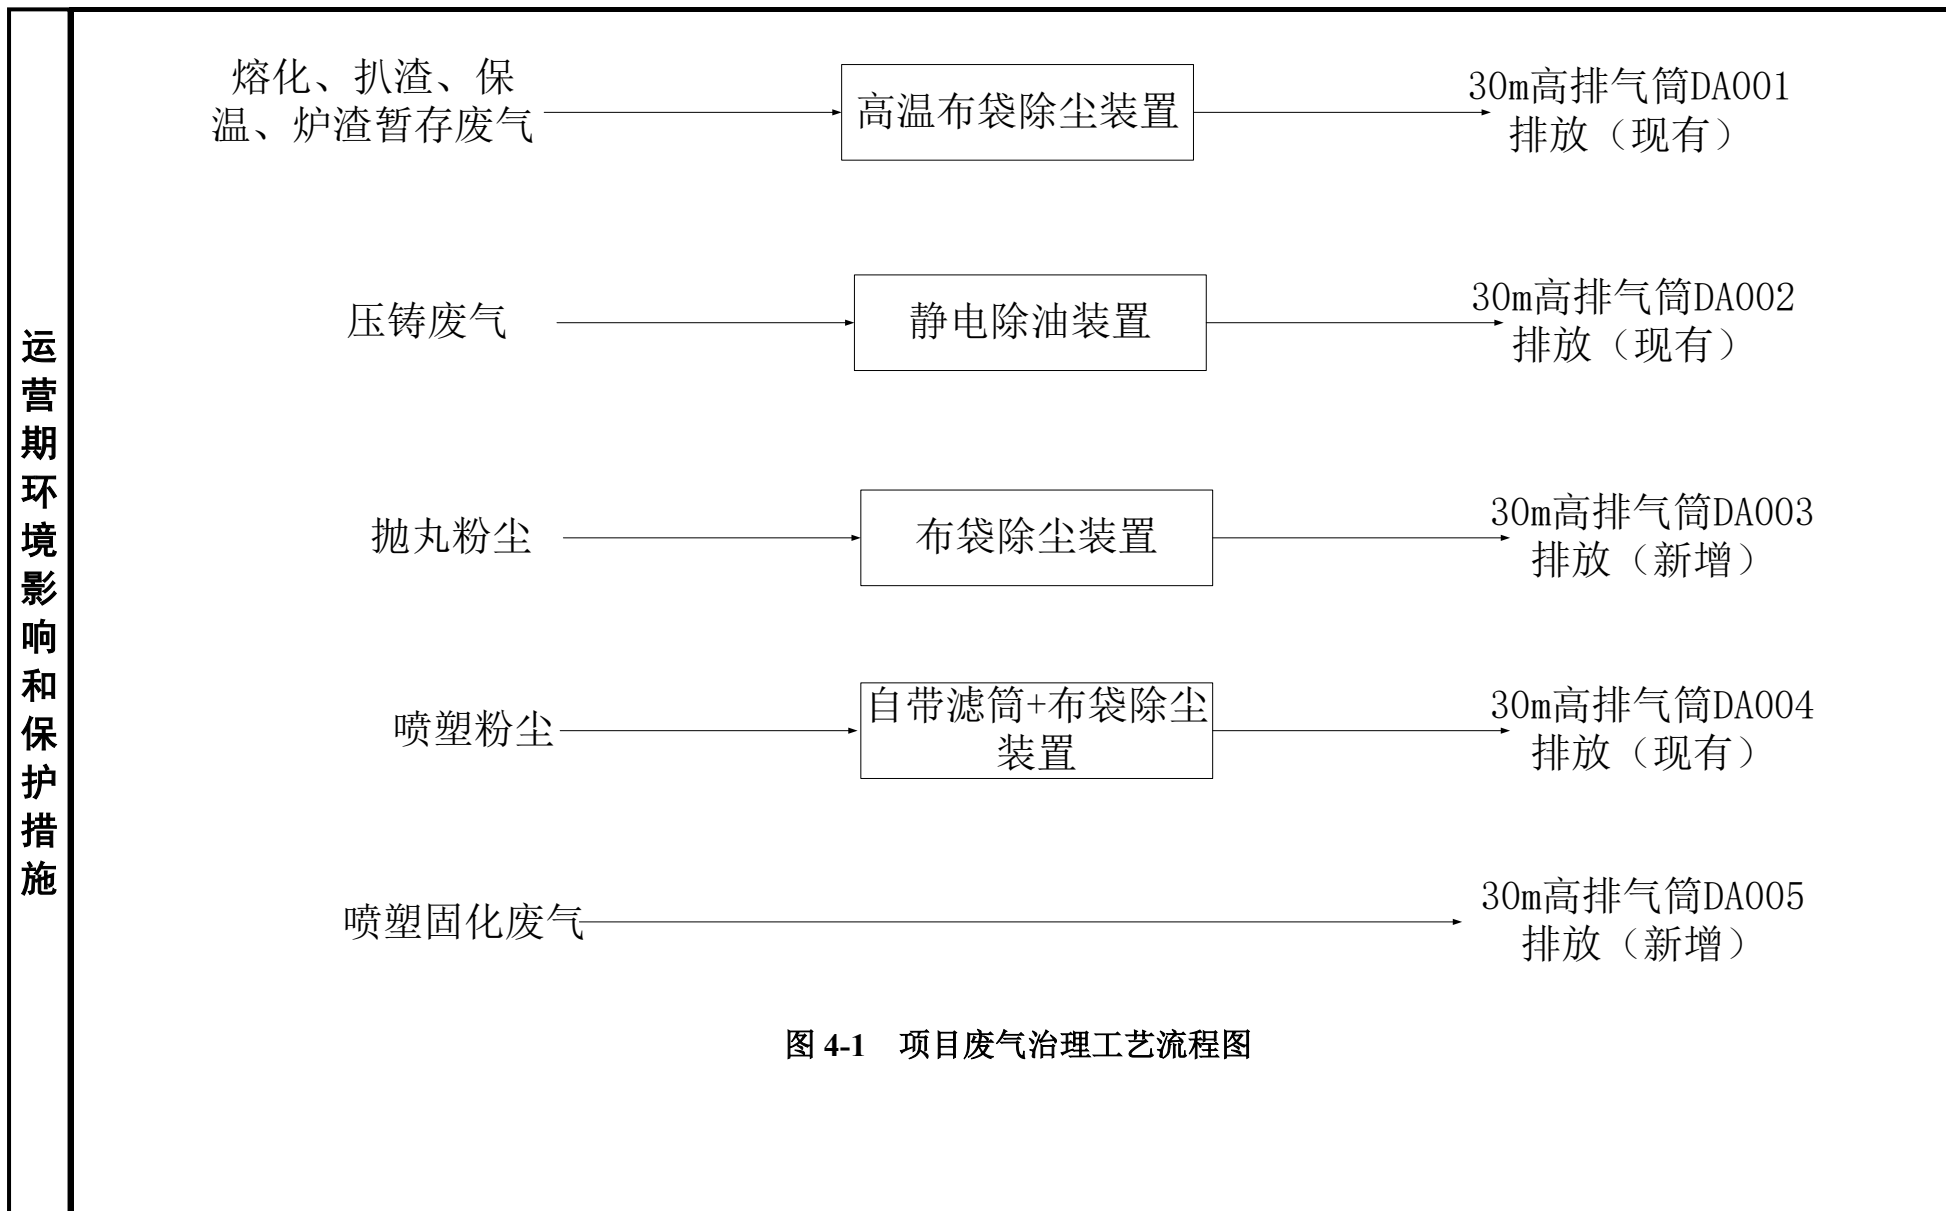 运营期环境影响和保护措施
熔化、扒渣、保
温、炉渣暂存废气
高温布袋除尘装置
30m高排气筒DA001
排放（现有）
压铸废气
静电除油装置
30m高排气筒DA002
排放（现有）
抛丸粉尘
布袋除尘装置
30m高排气筒DA003
排放（新增）
喷塑粉尘
自带滤筒+布袋除尘
装置
30m高排气筒DA004
排放（现有）
喷塑固化废气
30m高排气筒DA005
排放（新增）
图 4-1 项目废气治理工艺流程图